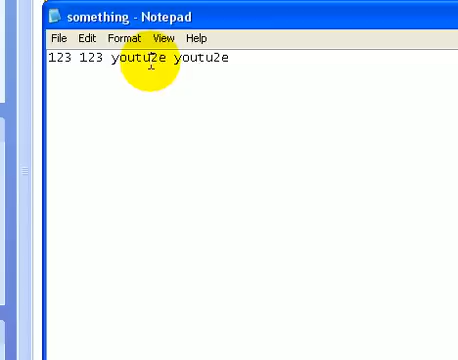 something - Notepad
File Edit Format View Help
123 123 youtu2e youtu2e